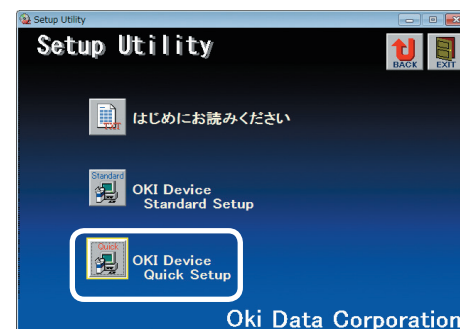 Setup Utility
Setup Utility
BACK
EXIT
TXT
はじめにお読みください
Standard
OKI Device
Standard Setup
Quick
OKI Device
Quick Setup
Oki Data Corporation